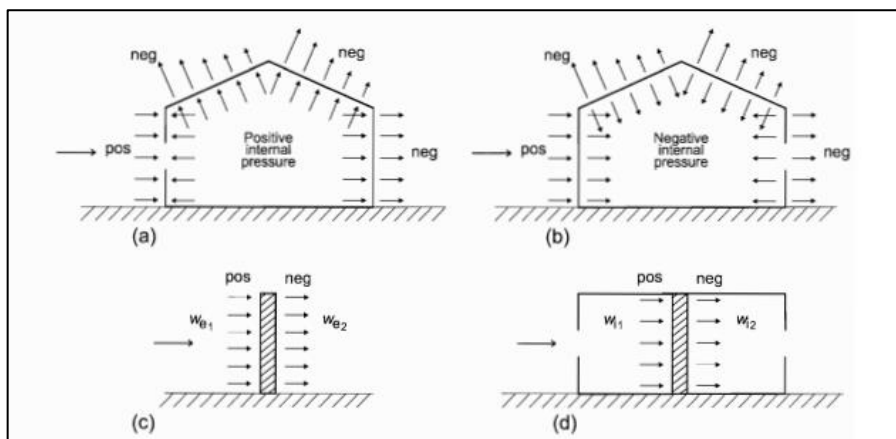 neg
neg
pos
Positive
internal
pressure
neg
(a)
neg
neg
pos
Negative
internal
pressure
neg
(b)
pos neg
we1 we2
(c)
pos neg
wi1 wi2
(d)